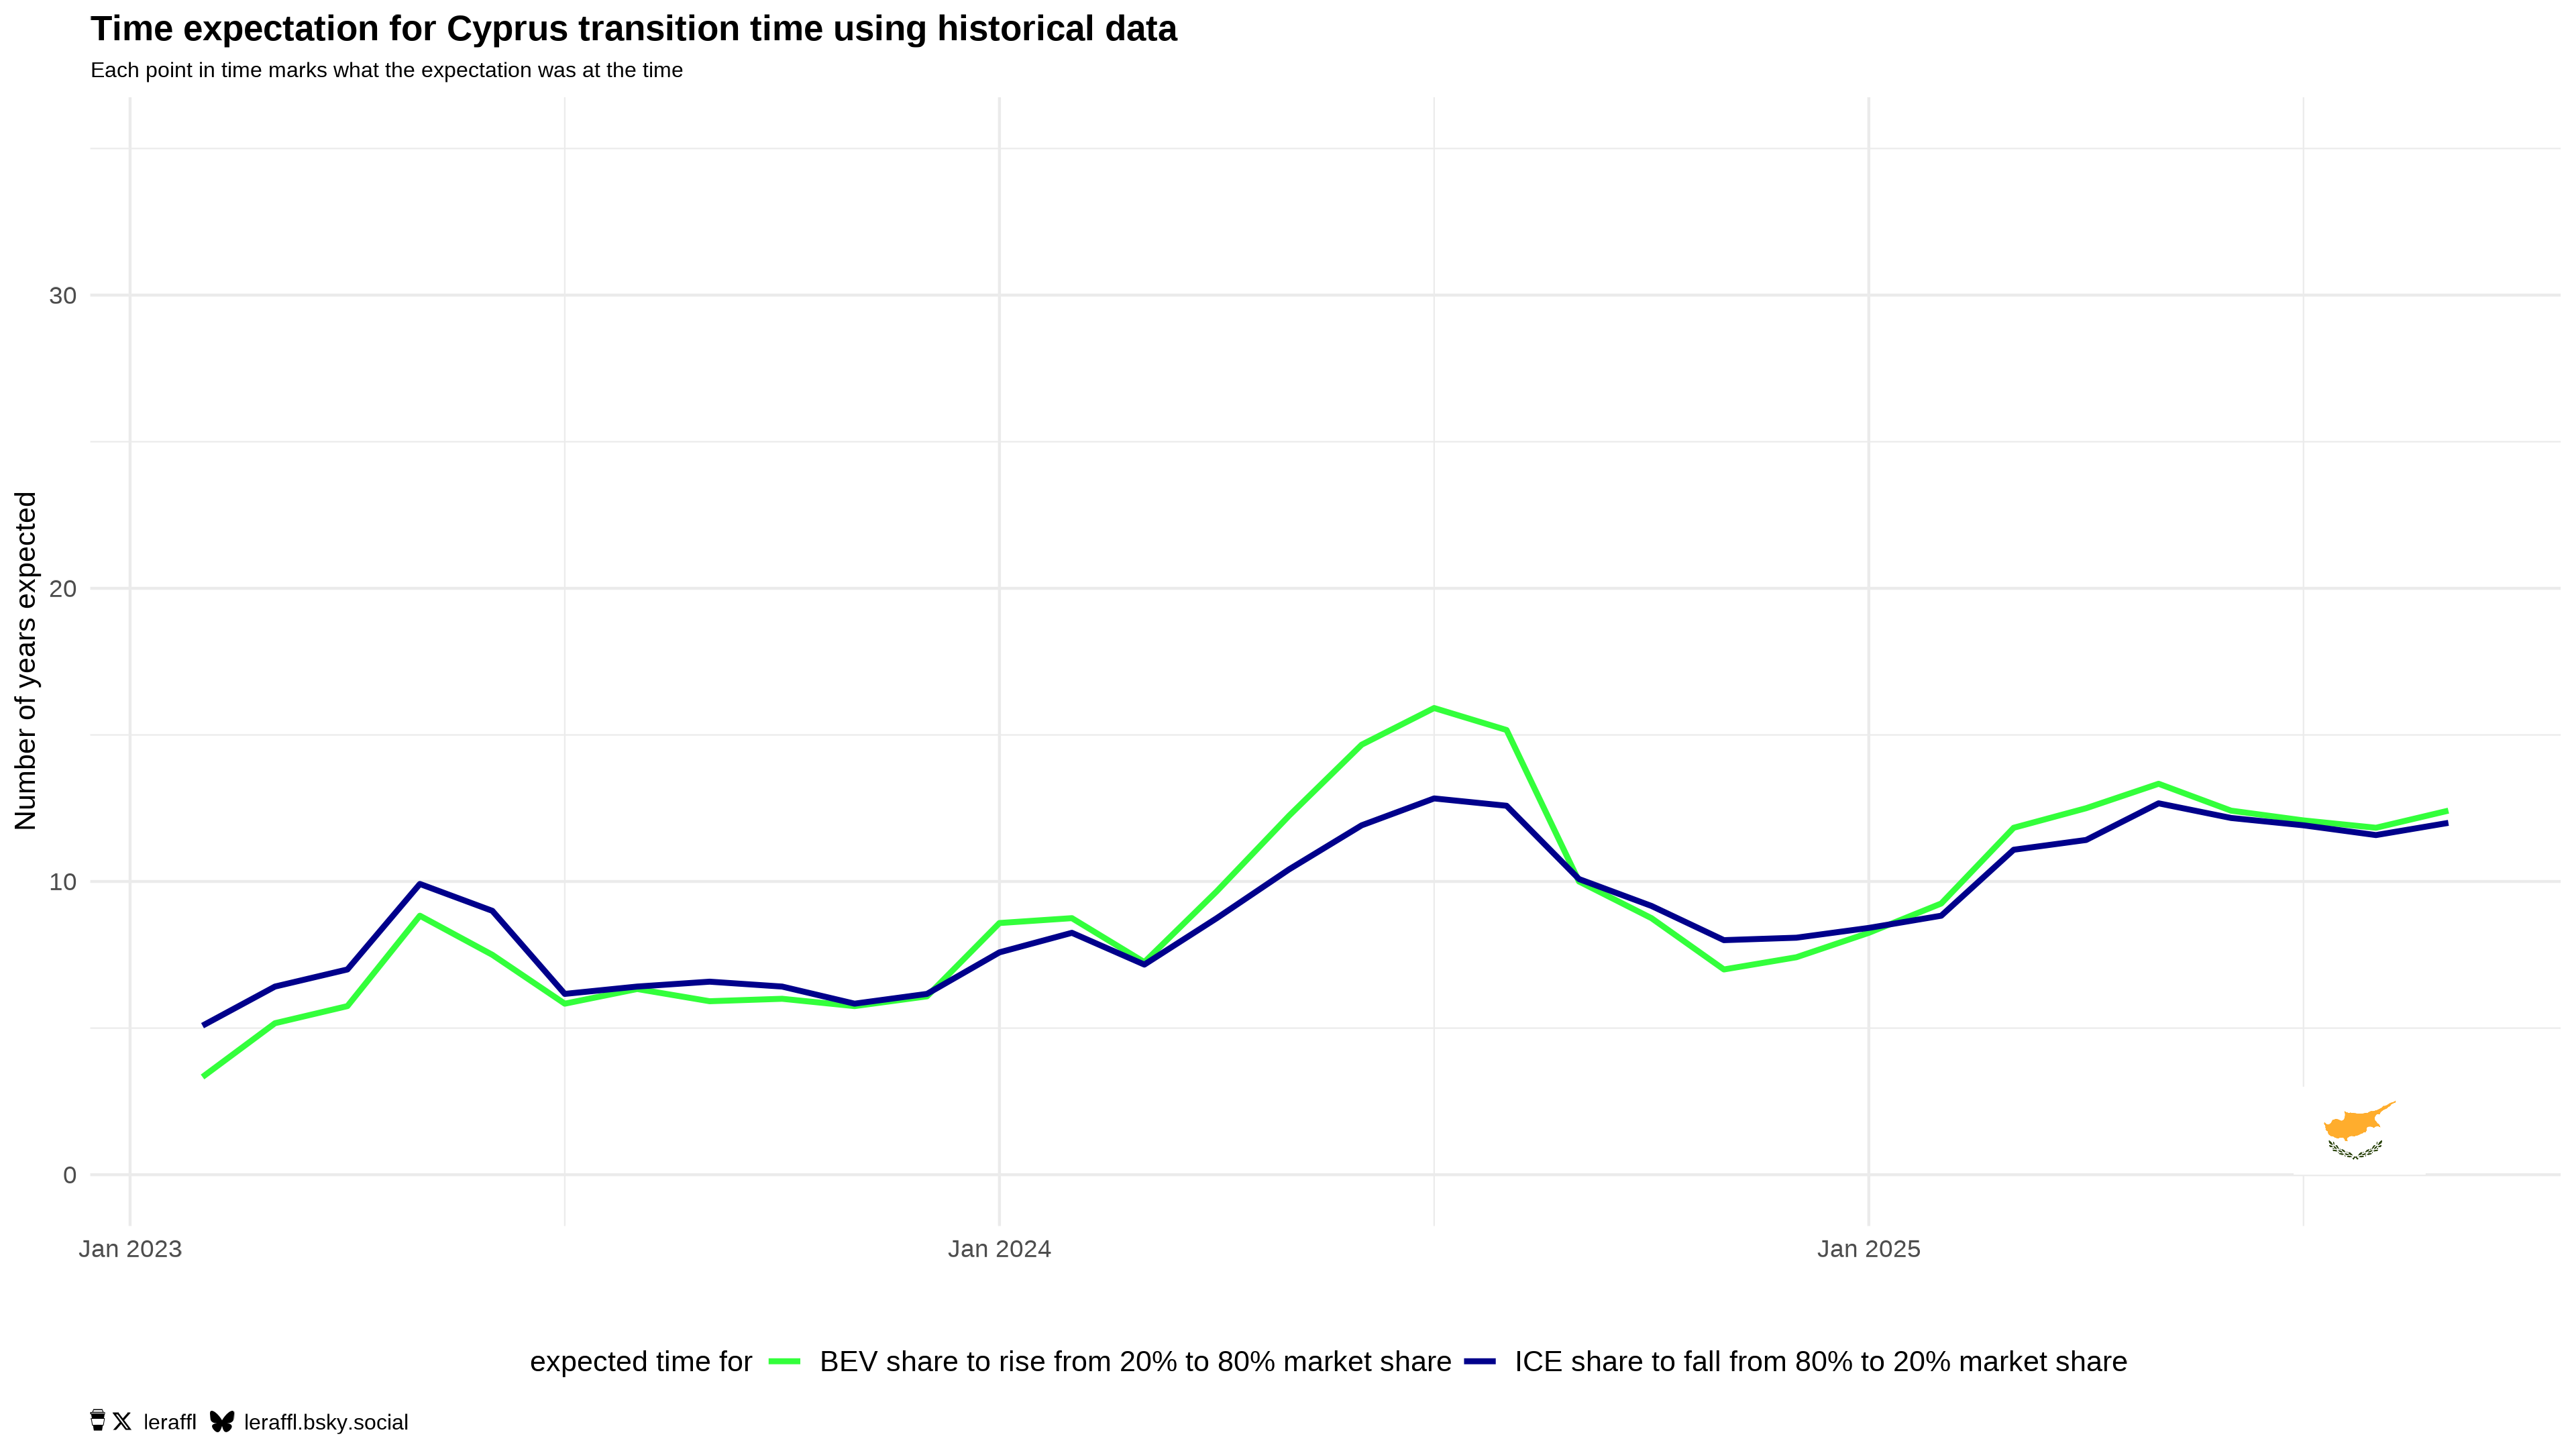 Time expectation for Cyprus transition time using historical data
Each point in time marks what the expectation was at the time
Number of years expected
30
20
10
0
Jan 2023
Jan 2024
Jan 2025
expected time for
BEV share to rise from 20% to 80% market share
ICE share to fall from 80% to 20% market share
leraffl
leraffl.bsky.social